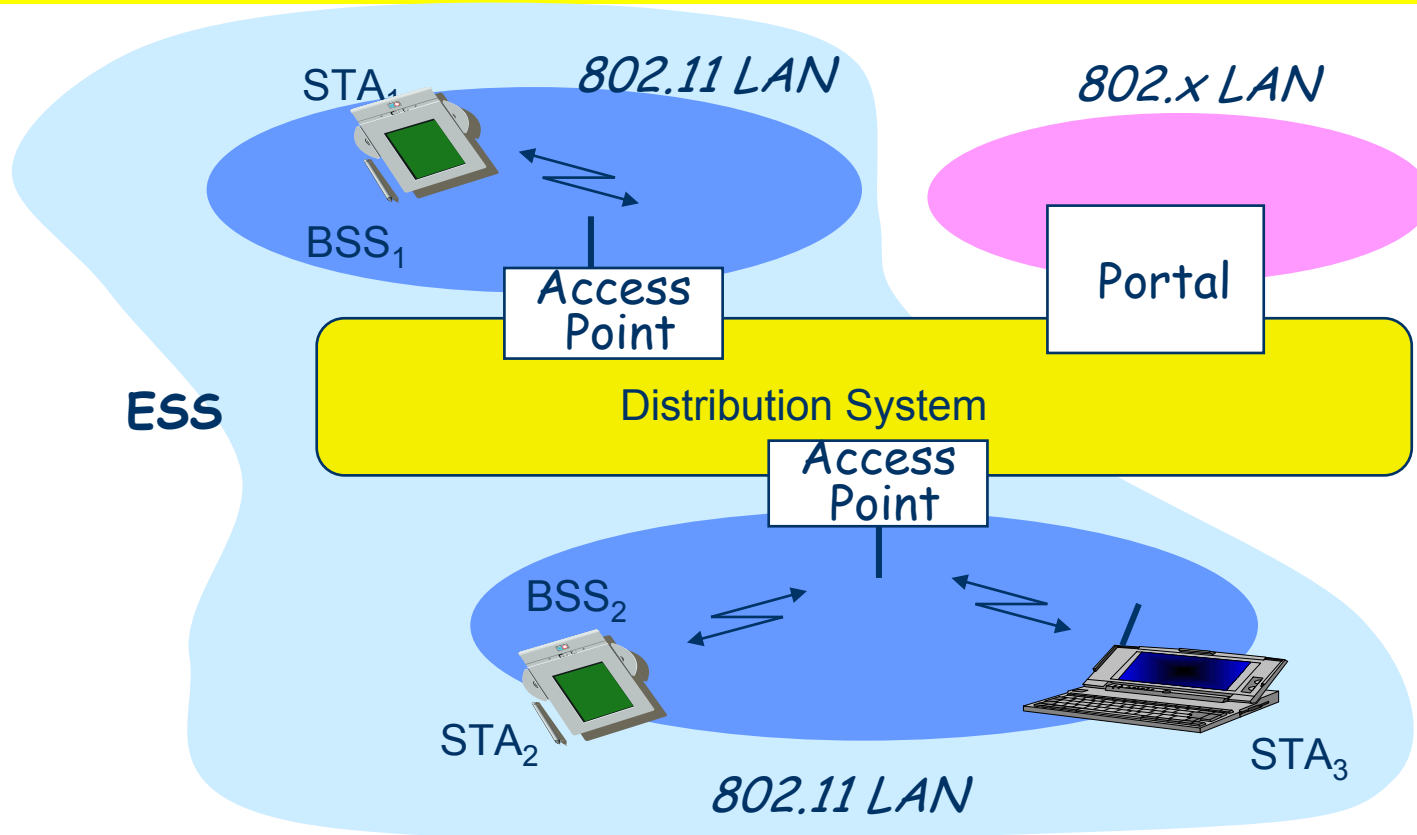 802.11 LAN
802.x LAN
STA₁
BSS₁
Access
Point
Portal
ESS
Distribution System
Access
Point
BSS₂
STA₂
STA₃
802.11 LAN